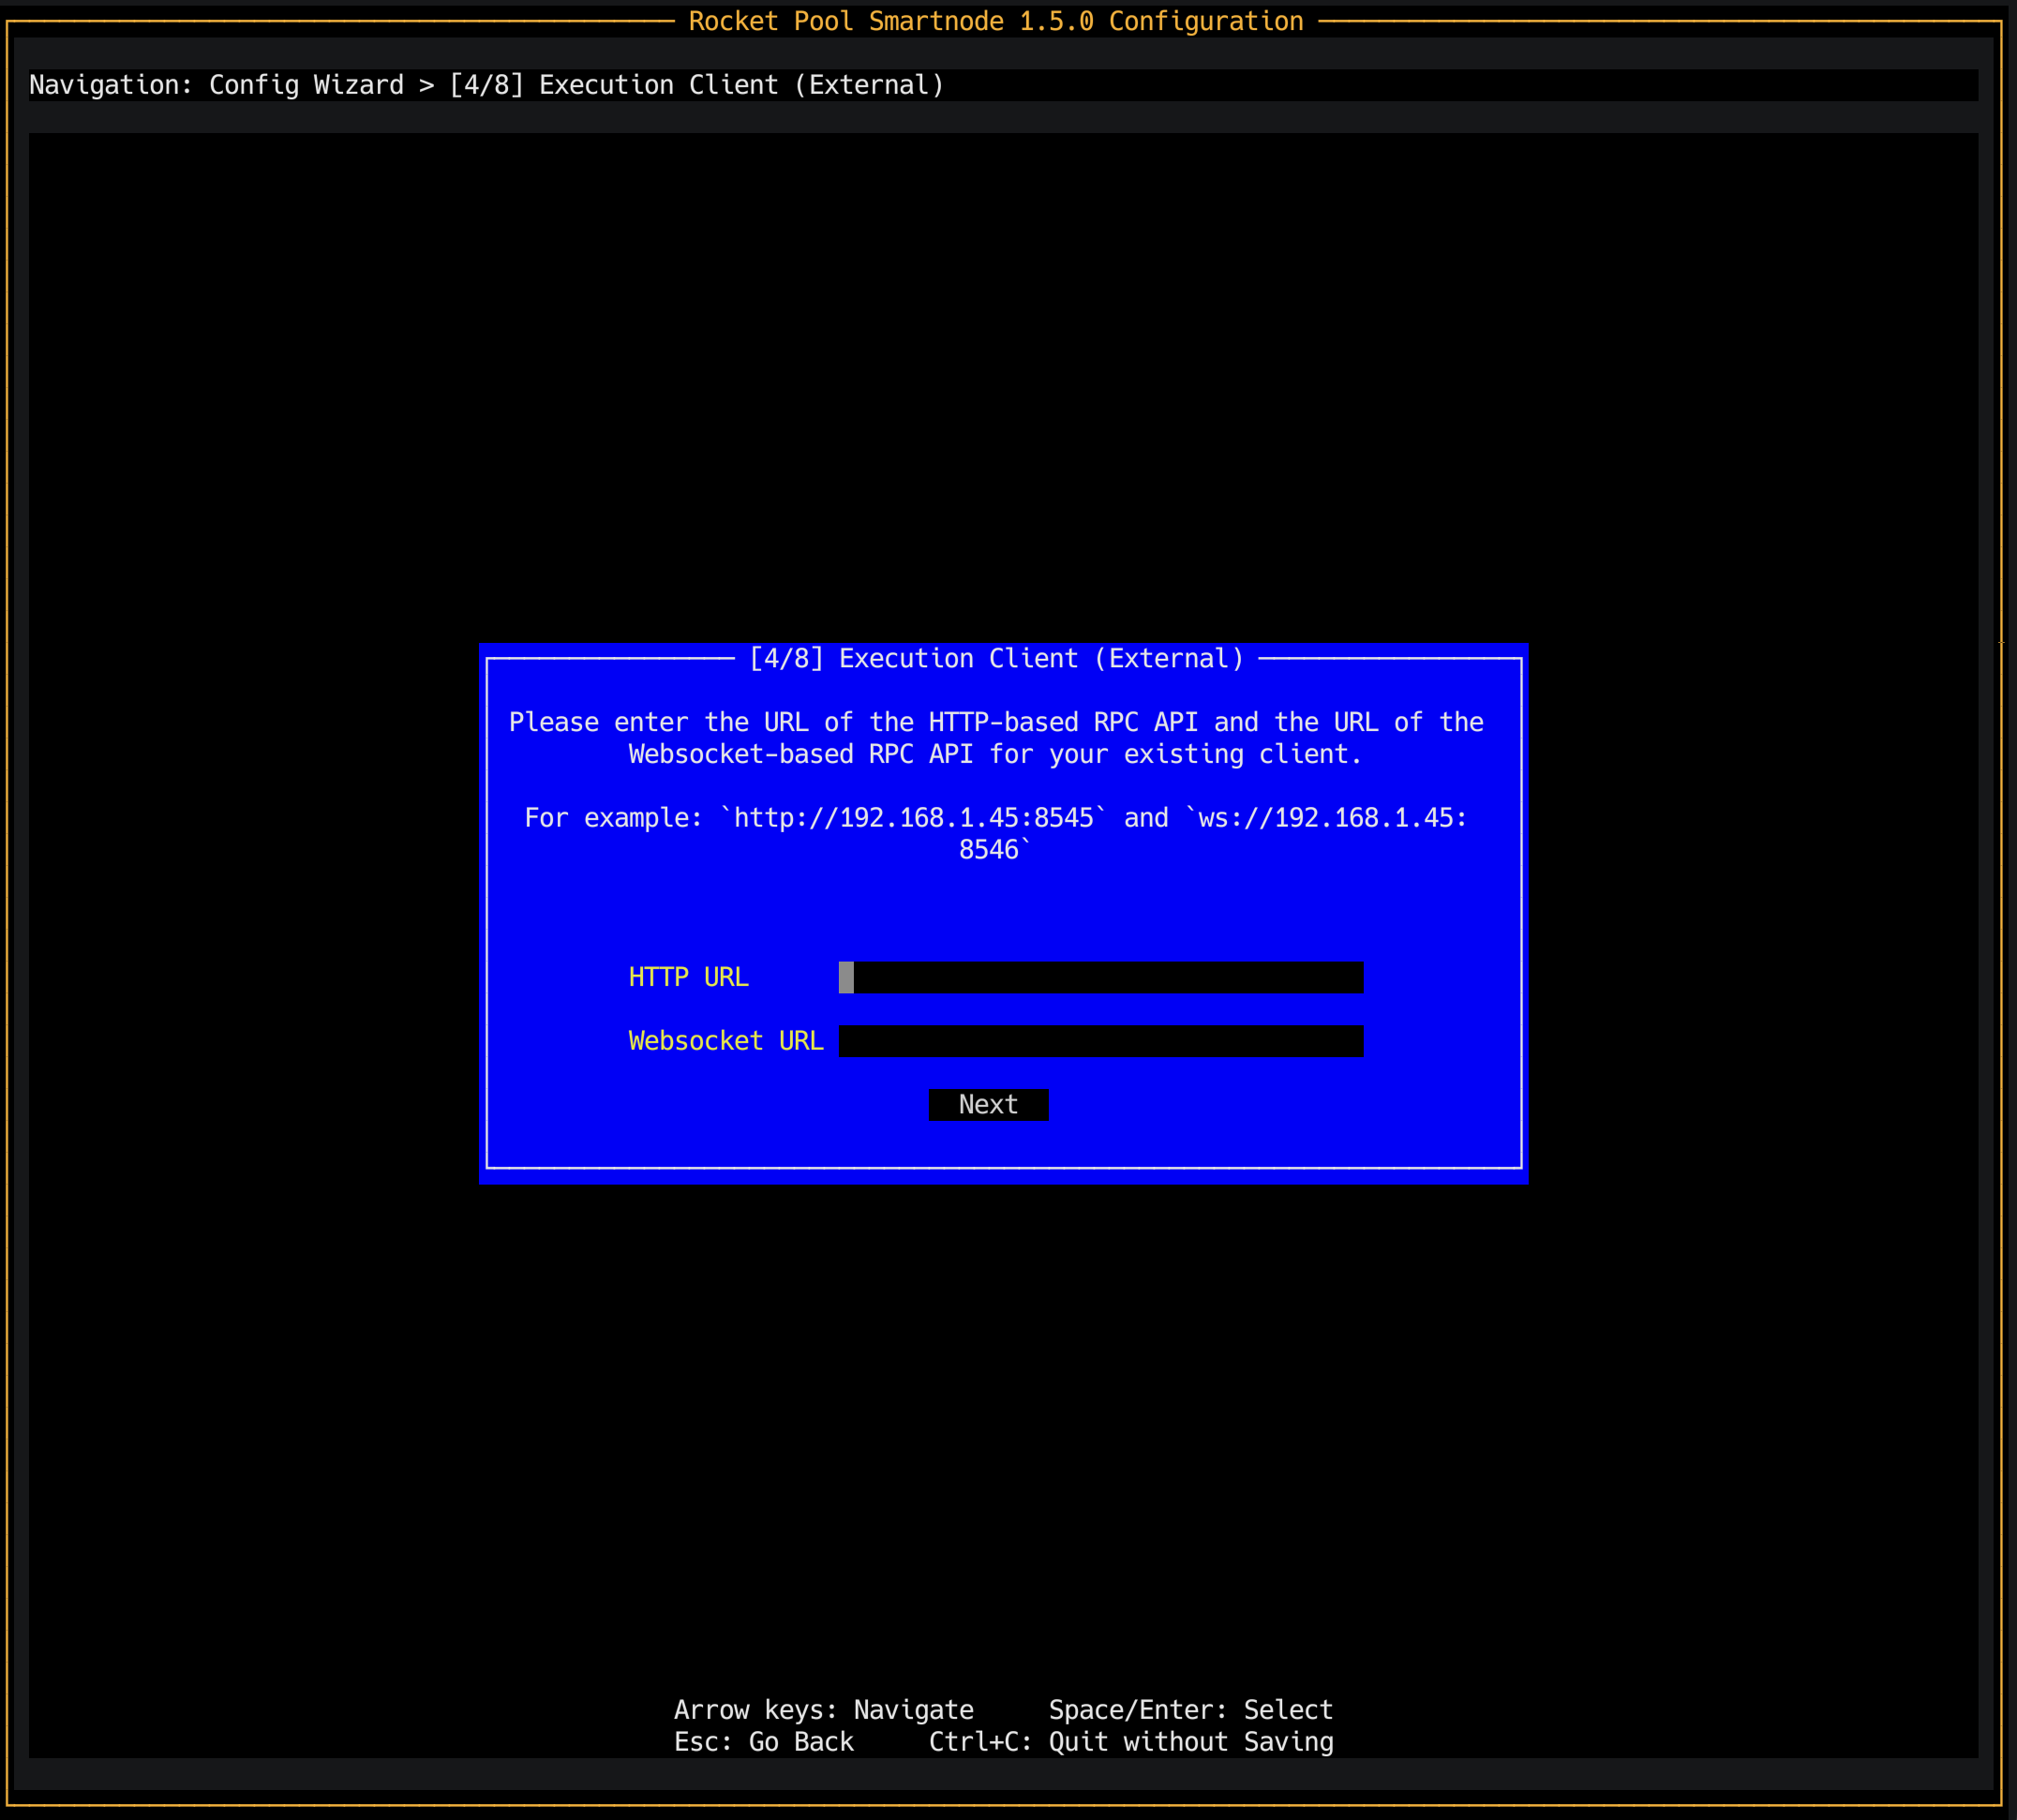 Rocket Pool Smartnode 1.5.0 Configuration
Navigation: Config Wizard > [4/8] Execution Client (External)
[4/8] Execution Client (External)
Please enter the URL of the HTTP-based RPC API and the URL of the
Websocket-based RPC API for your existing client.
For example: `http://192.168.1.45:8545` and `ws://192.168.1.45:
8546`
HTTP URL
Websocket URL
Next
Arrow keys: Navigate     Space/Enter: Select
Esc: Go Back     Ctrl+C: Quit without Saving